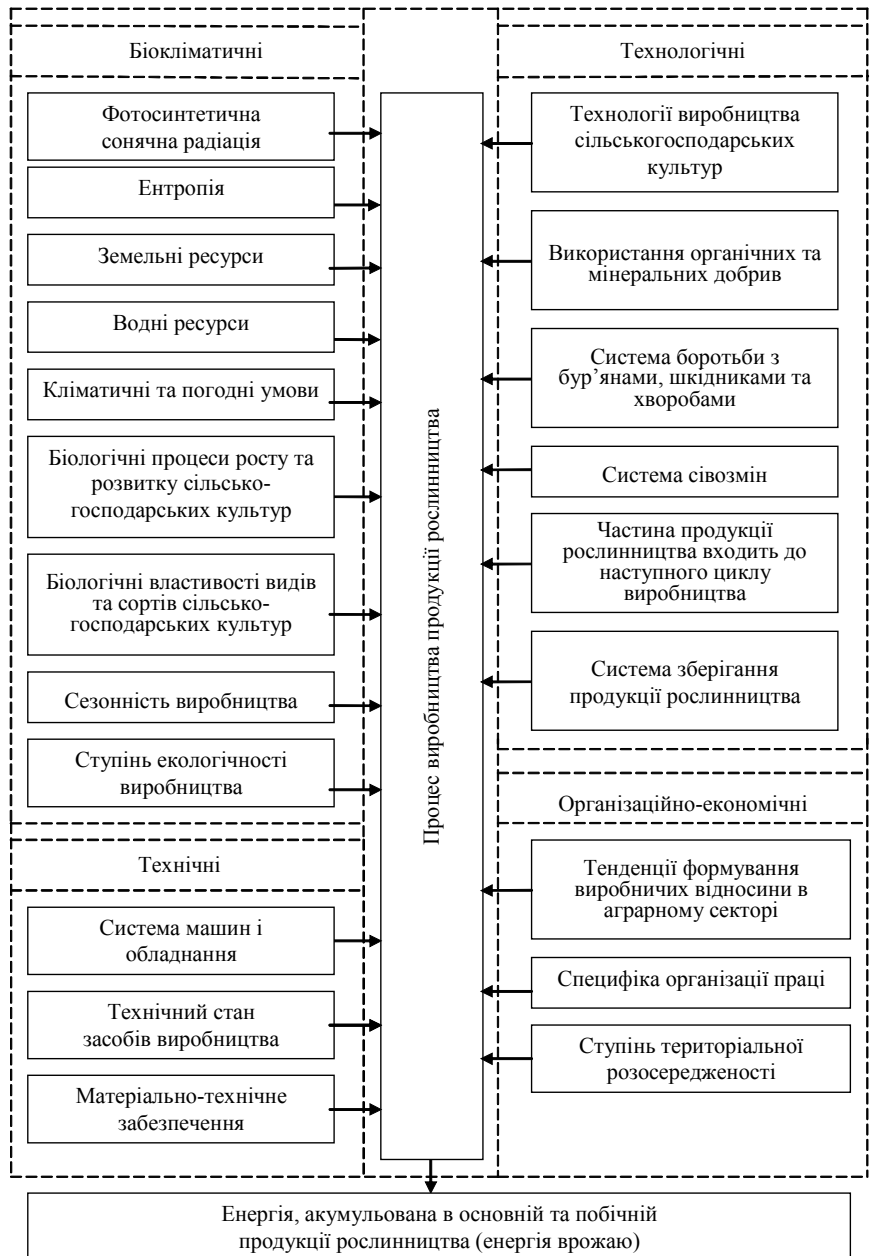 Біокліматичні
Фотосинтетична
сонячна радіація
Ентропія
Земельні ресурси
Водні ресурси
Кліматичні та погодні умови
Біологічні процеси росту та
розвитку сільсько-
господарських культур
Біологічні властивості видів
та сортів сільсько-
господарських культур
Сезонність виробництва
Ступінь екологічності
виробництва
Технічні
Система машин і
обладнання
Технічний стан
засобів виробництва
Матеріально-технічне
забезпечення
Процес виробництва продукції рослинництва
Технологічні
Технології виробництва
сільськогосподарських
культур
Використання органічних та
мінеральних добрив
Система боротьби з
бур’янами, шкідниками та
хворобами
Система сівозмін
Частина продукції
рослинництва входить до
наступного циклу
виробництва
Система зберігання
продукції рослинництва
Організаційно-економічні
Тенденції формування
виробничих відносини в
аграрному секторі
Специфіка організації праці
Ступінь територіальної
розосередженості
Енергія, акумульована в основній та побічній
продукції рослинництва (енергія врожаю)